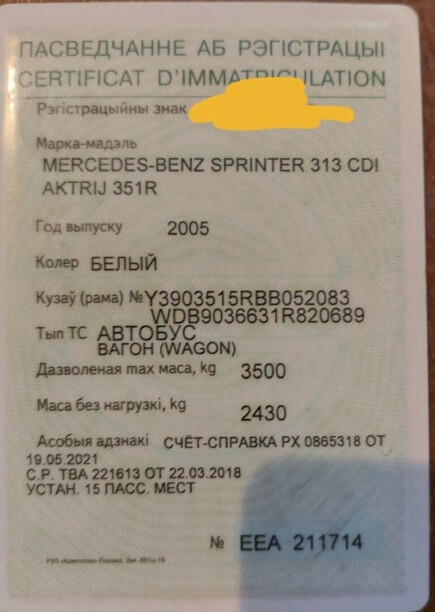 ПАСВЕДЧАННЕ АБ РЭГІСТРАЦЫІ
CERTIFICAT D'IMMATRICULATION
Рэгістрацыйны знак
Марка-мадэль
MERCEDES-BENZ SPRINTER 313 CDI
AKTRIJ 351R
Год выпуску 2005
Колер БЕЛЫЙ
Кузаў (рама) № Y3903515RBB052083
WDB9036631R820689
Тып ТС АВТОБУС
ВАГОН (WAGON)
Дазволеная max маса, kg 3500
Маса без нагрузкі, kg 2430
Асобыя адзнакі СЧЁТ-СПРАВКА РХ 0865318 ОТ
19.05.2021
С.Р. ТВА 221613 ОТ 22.03.2018
УСТАН. 15 ПАСС. МЕСТ
№ EEA 211714